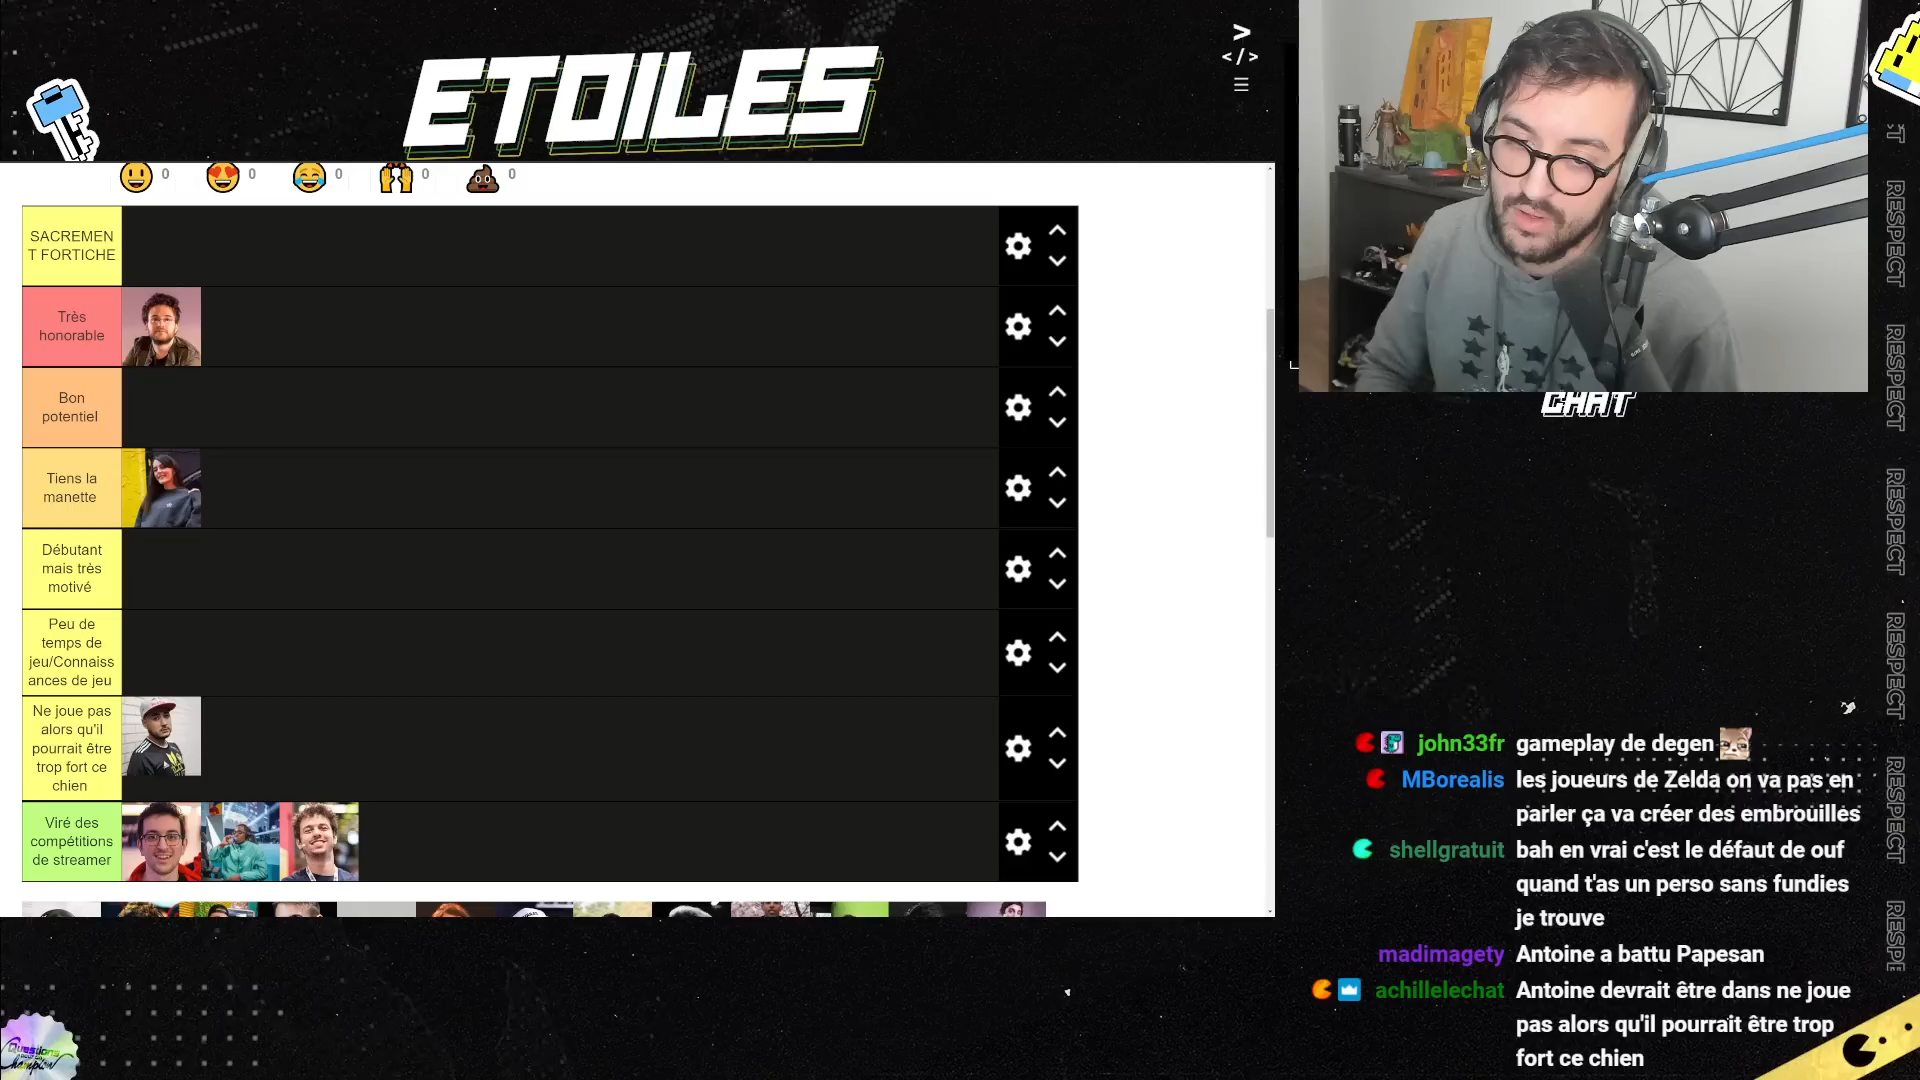 ETOILES
>
</>
0 0 0 0 0
SACREMEN
T FORTICHE
Très
honorable
Bon
potentiel
Tiens la
manette
Débutant
mais très
motivé
Peu de
temps de
jeu/Connaiss
ances de jeu
Ne joue pas
alors qu'il
pourrait être
trop fort ce
chien
Viré des
compétitions
de streamer
CHAT
john33fr gameplay de degen
MBorealis les joueurs de Zelda on va pas en
parler ça va créer des embrouilles
shellgratuit bah en vrai c'est le défaut de ouf
quand t'as un perso sans fundies
je trouve
madimagety Antoine a battu Papesan
achillelechat Antoine devrait être dans ne joue
pas alors qu'il pourrait être trop
fort ce chien
RESPECT
RESPECT
RESPECT
RESPECT
RESPECT
RESPE
Questions
Champion